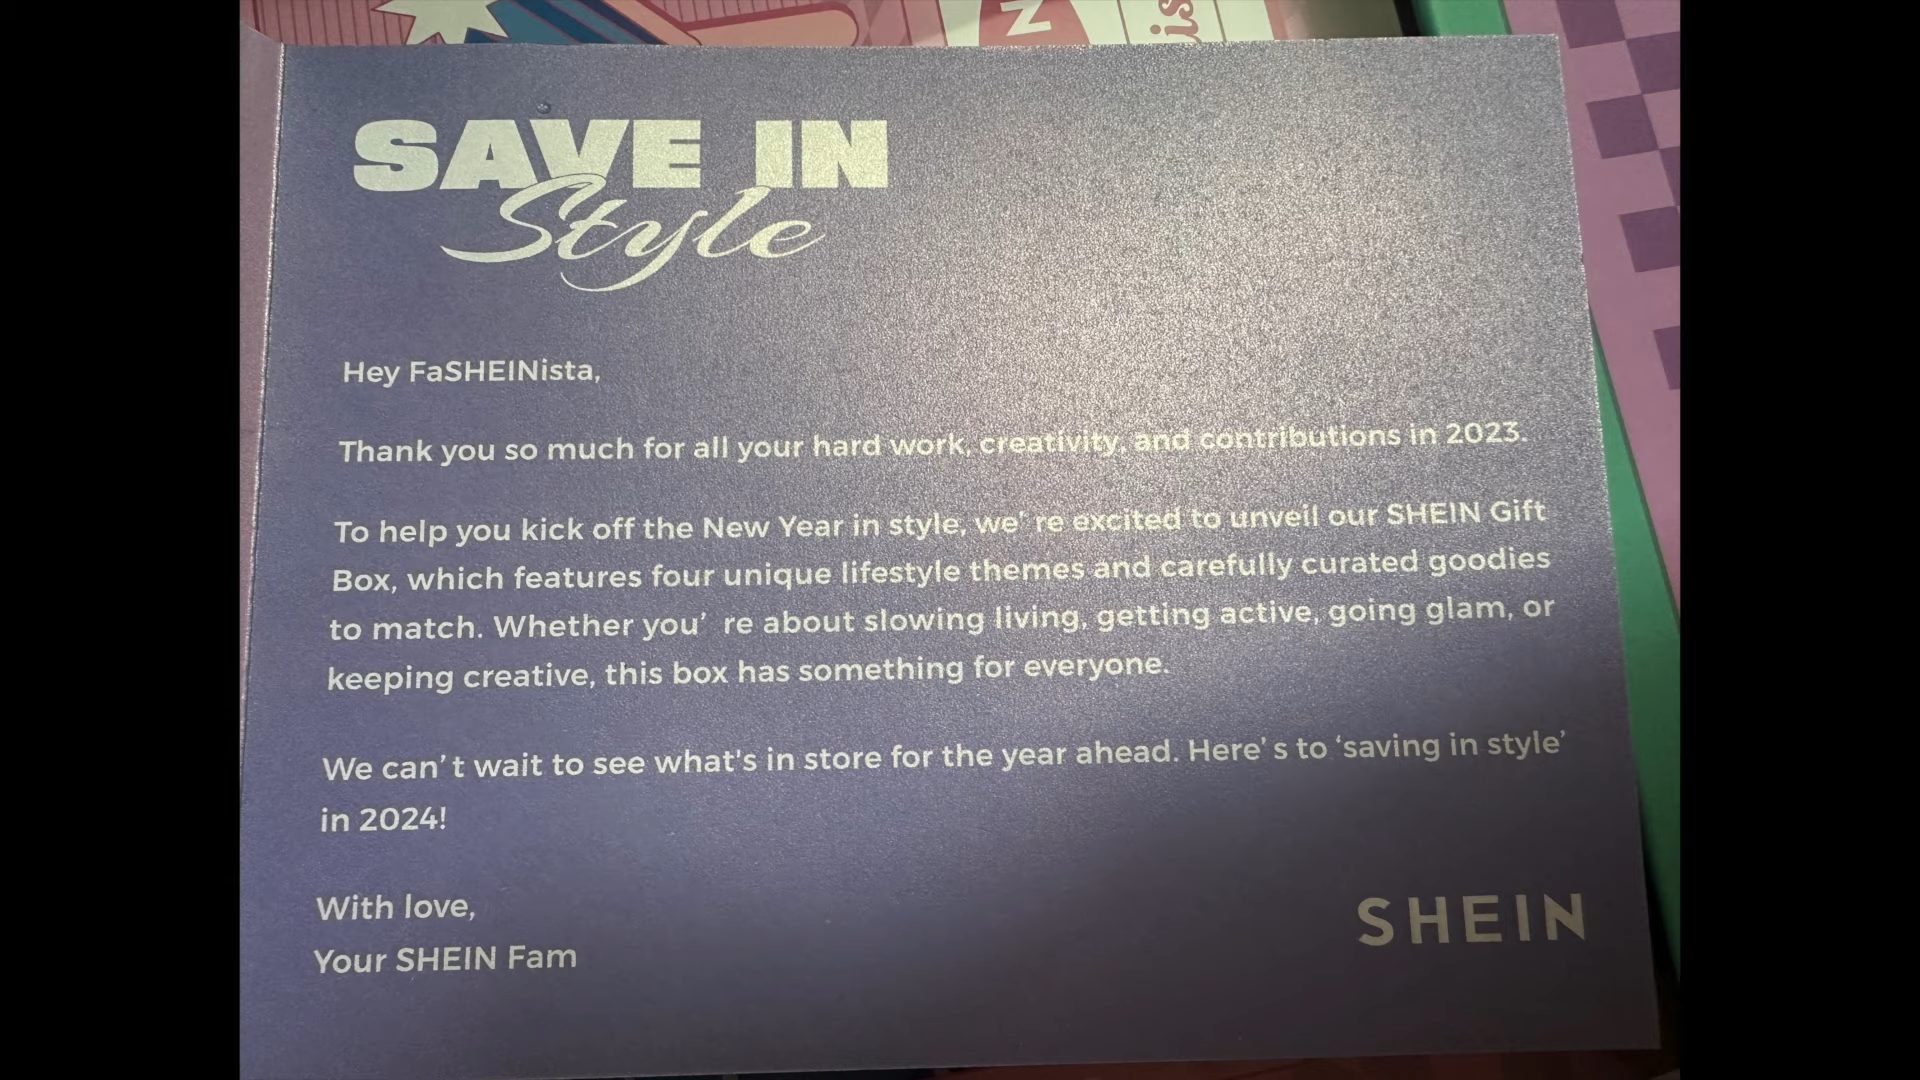 N
is
SAVE IN
Style
Hey FaSHEINista,
Thank you so much for all your hard work, creativity, and contributions in 2023.
To help you kick off the New Year in style, we' re excited to unveil our SHEIN Gift
Box, which features four unique lifestyle themes and carefully curated goodies
to match. Whether you' re about slowing living, getting active, going glam, or
keeping creative, this box has something for everyone.
We can't wait to see what's in store for the year ahead. Here's to 'saving in style'
in 2024!
With love,
Your SHEIN Fam
SHEIN